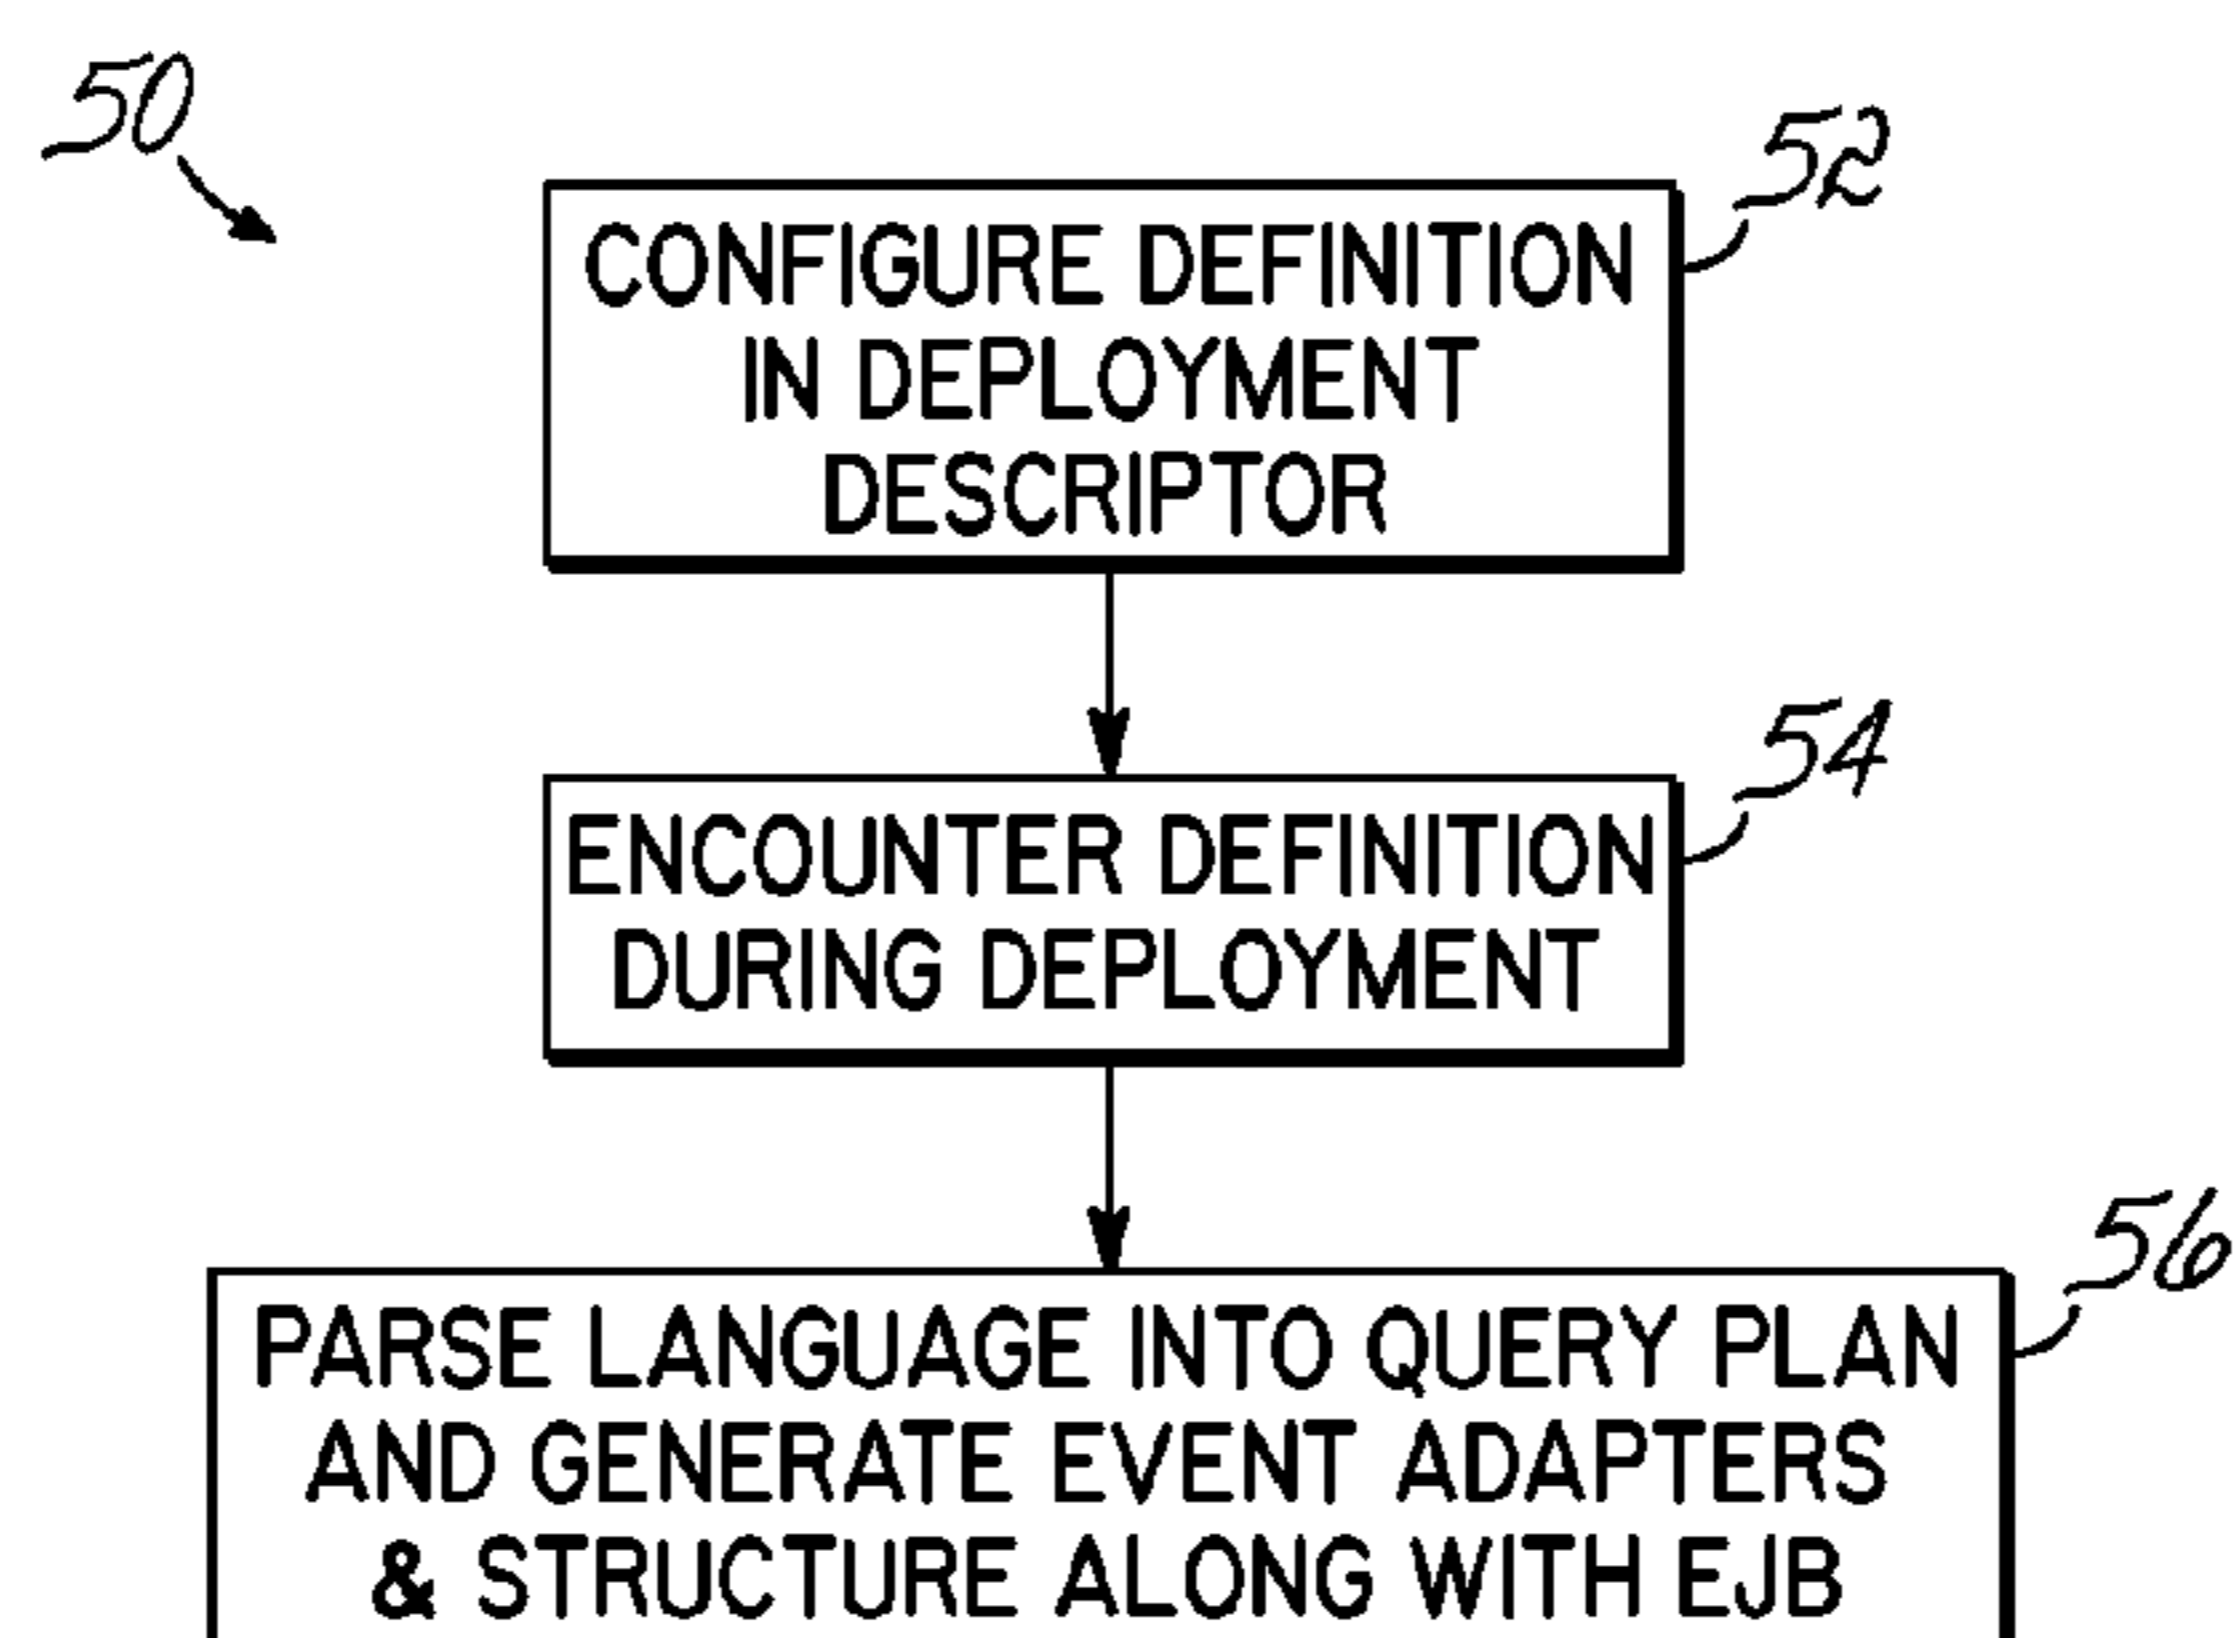 50
52
CONFIGURE DEFINITION
IN DEPLOYMENT
DESCRIPTOR
54
ENCOUNTER DEFINITION
DURING DEPLOYMENT
56
PARSE LANGUAGE INTO QUERY PLAN
AND GENERATE EVENT ADAPTERS
& STRUCTURE ALONG WITH EJB